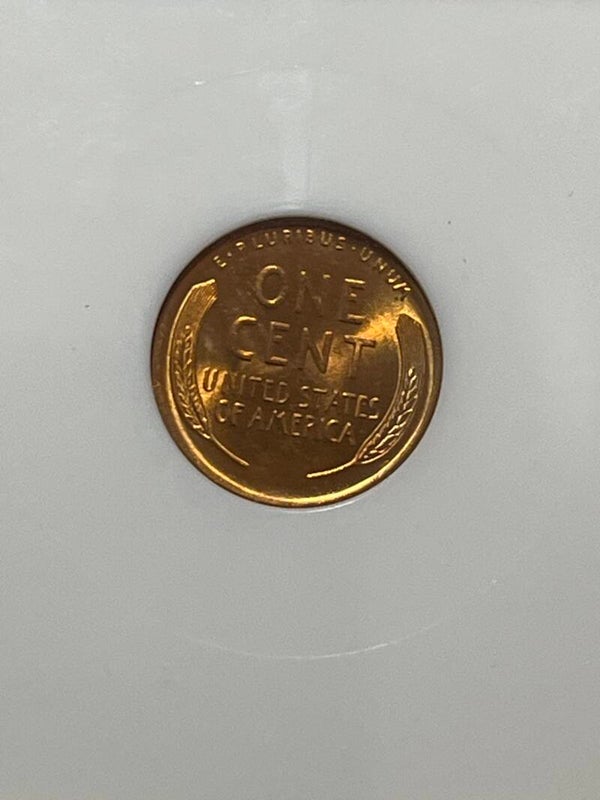 E·PLURIBUS·UNUM
ONE
CENT
UNITED STATES
OF AMERICA